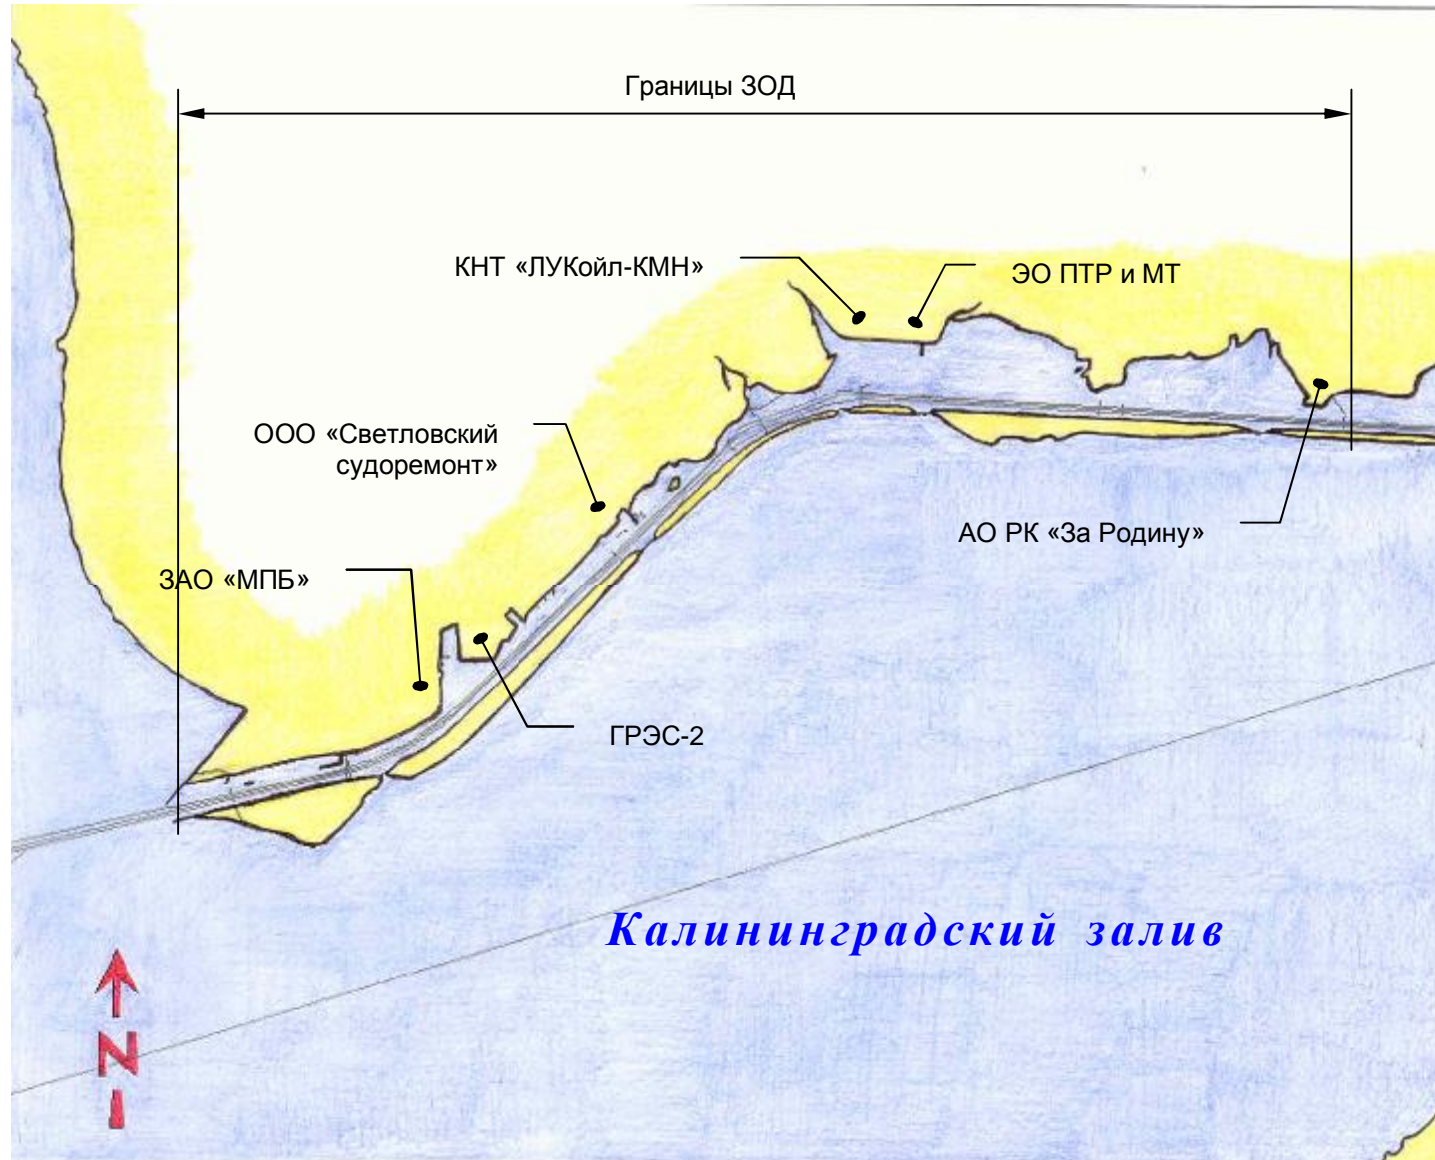 Границы ЗОД
КНТ «ЛУКойл-КМН»
ЭО ПТР и МТ
ООО «Светловский
судоремонт»
АО РК «За Родину»
ЗАО «МПБ»
ГРЭС-2
Калининградский залив
N